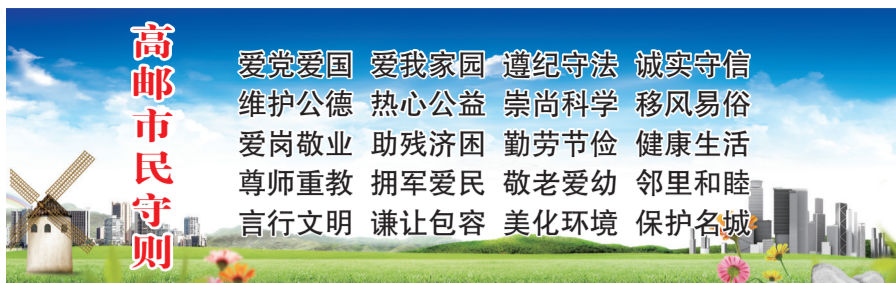 高邮市民守则
爱党爱国 爱我家园 遵纪守法 诚实守信
维护公德 热心公益 崇尚科学 移风易俗
爱岗敬业 助残济困 勤劳节俭 健康生活
尊师重教 拥军爱民 敬老爱幼 邻里和睦
言行文明 谦让包容 美化环境 保护名城